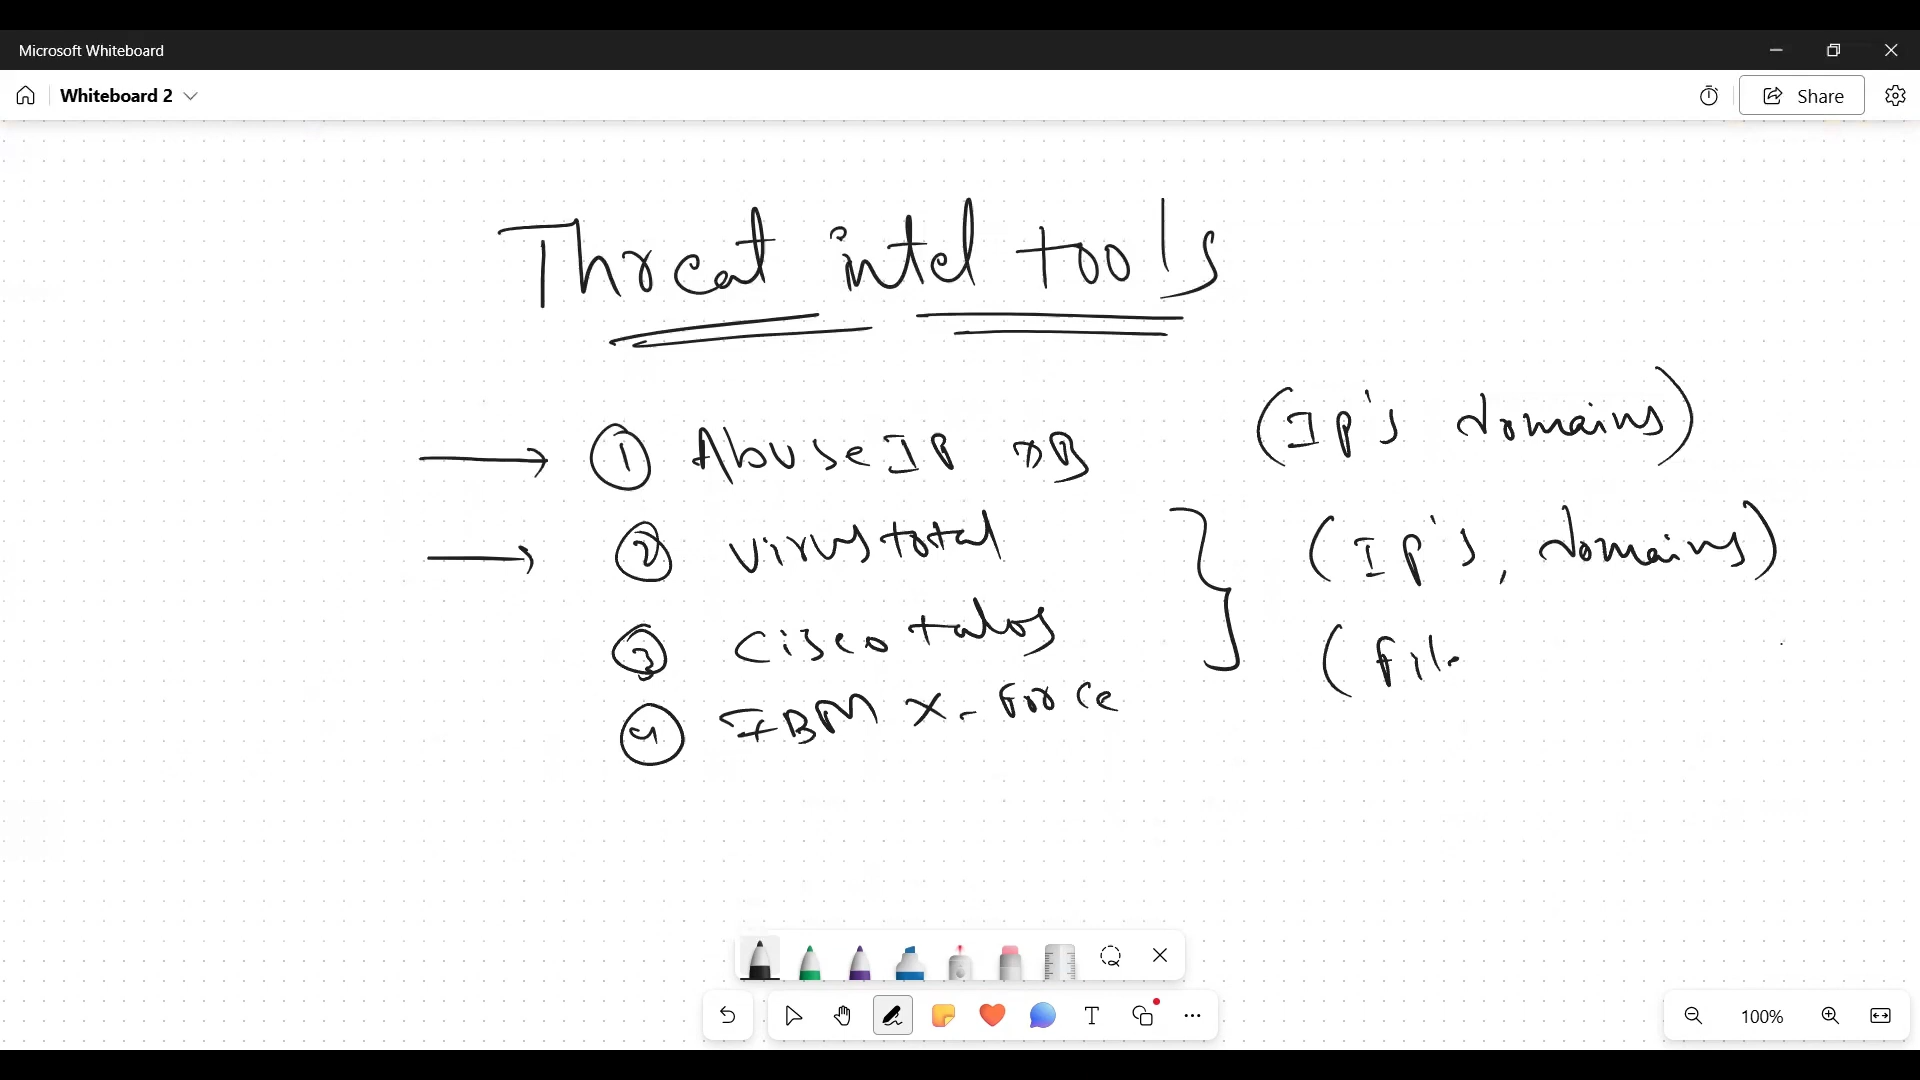 Microsoft Whiteboard
Whiteboard 2
Share
Threat intel tools
① AbuseIP DB (Ip's domains)
② Virustotal (Ip's, domains)
③ Cisco talos (file
④ IBM X-Force
100%